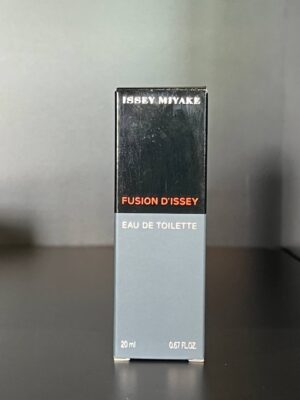 ISSEY MIYAKE
FUSION D'ISSEY
EAU DE TOILETTE
20 ml 0.67 FL.OZ.